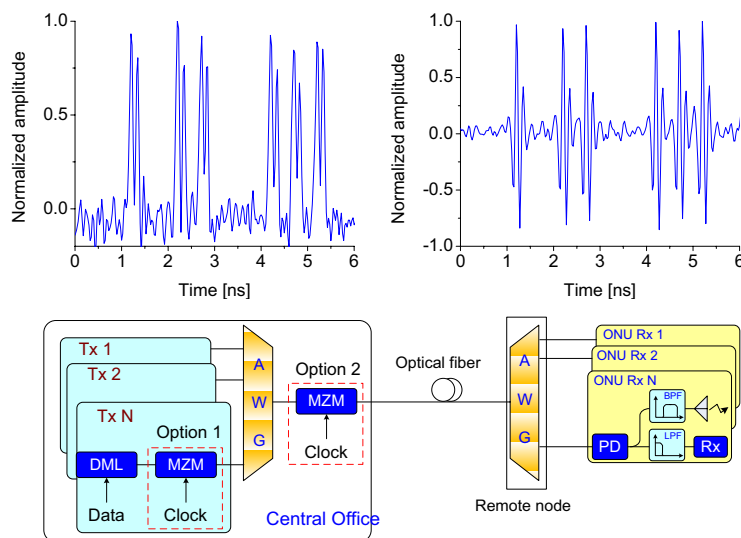 1.0
0.5
0.0
Normalized amplitude
0 1 2 3 4 5 6
Time [ns]
1.0
0.5
0.0
-0.5
-1.0
Normalized amplitude
0 1 2 3 4 5 6
Time [ns]
Tx 1
Tx 2
Tx N
Option 1
DML
MZM
Data
Clock
A
W
G
Option 2
MZM
Clock
Central Office
Optical fiber
A
W
G
Remote node
ONU Rx 1
ONU Rx 2
ONU Rx N
BPF
PD
LPF
Rx